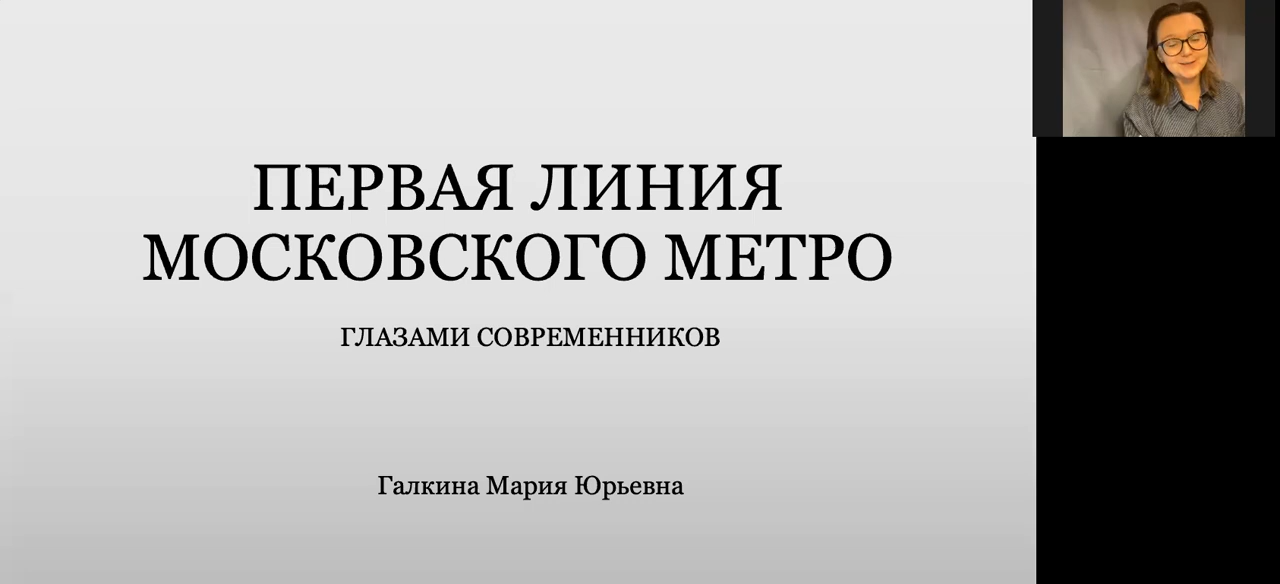 ПЕРВАЯ ЛИНИЯ
МОСКОВСКОГО МЕТРО
ГЛАЗАМИ СОВРЕМЕННИКОВ
Галкина Мария Юрьевна